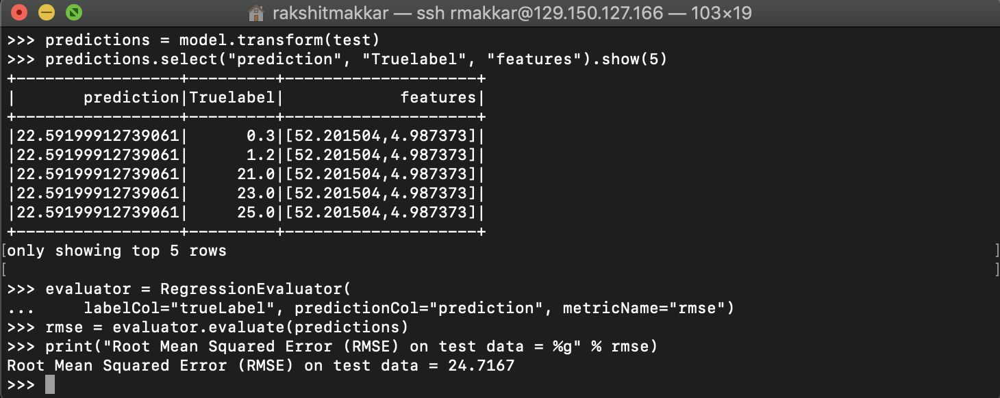 rakshitmakkar — ssh rmakkar@129.150.127.166 — 103×19
>>> predictions = model.transform(test)
>>> predictions.select("prediction", "Truelabel", "features").show(5)
+-----------------+---------+--------------------+
|       prediction|Truelabel|            features|
+-----------------+---------+--------------------+
|22.59199912739061|      0.3|[52.201504,4.987373]|
|22.59199912739061|      1.2|[52.201504,4.987373]|
|22.59199912739061|     21.0|[52.201504,4.987373]|
|22.59199912739061|     23.0|[52.201504,4.987373]|
|22.59199912739061|     25.0|[52.201504,4.987373]|
+-----------------+---------+--------------------+
[only showing top 5 rows ]
[ ]
>>> evaluator = RegressionEvaluator(
...     labelCol="trueLabel", predictionCol="prediction", metricName="rmse")
>>> rmse = evaluator.evaluate(predictions)
>>> print("Root Mean Squared Error (RMSE) on test data = %g" % rmse)
Root Mean Squared Error (RMSE) on test data = 24.7167
>>>